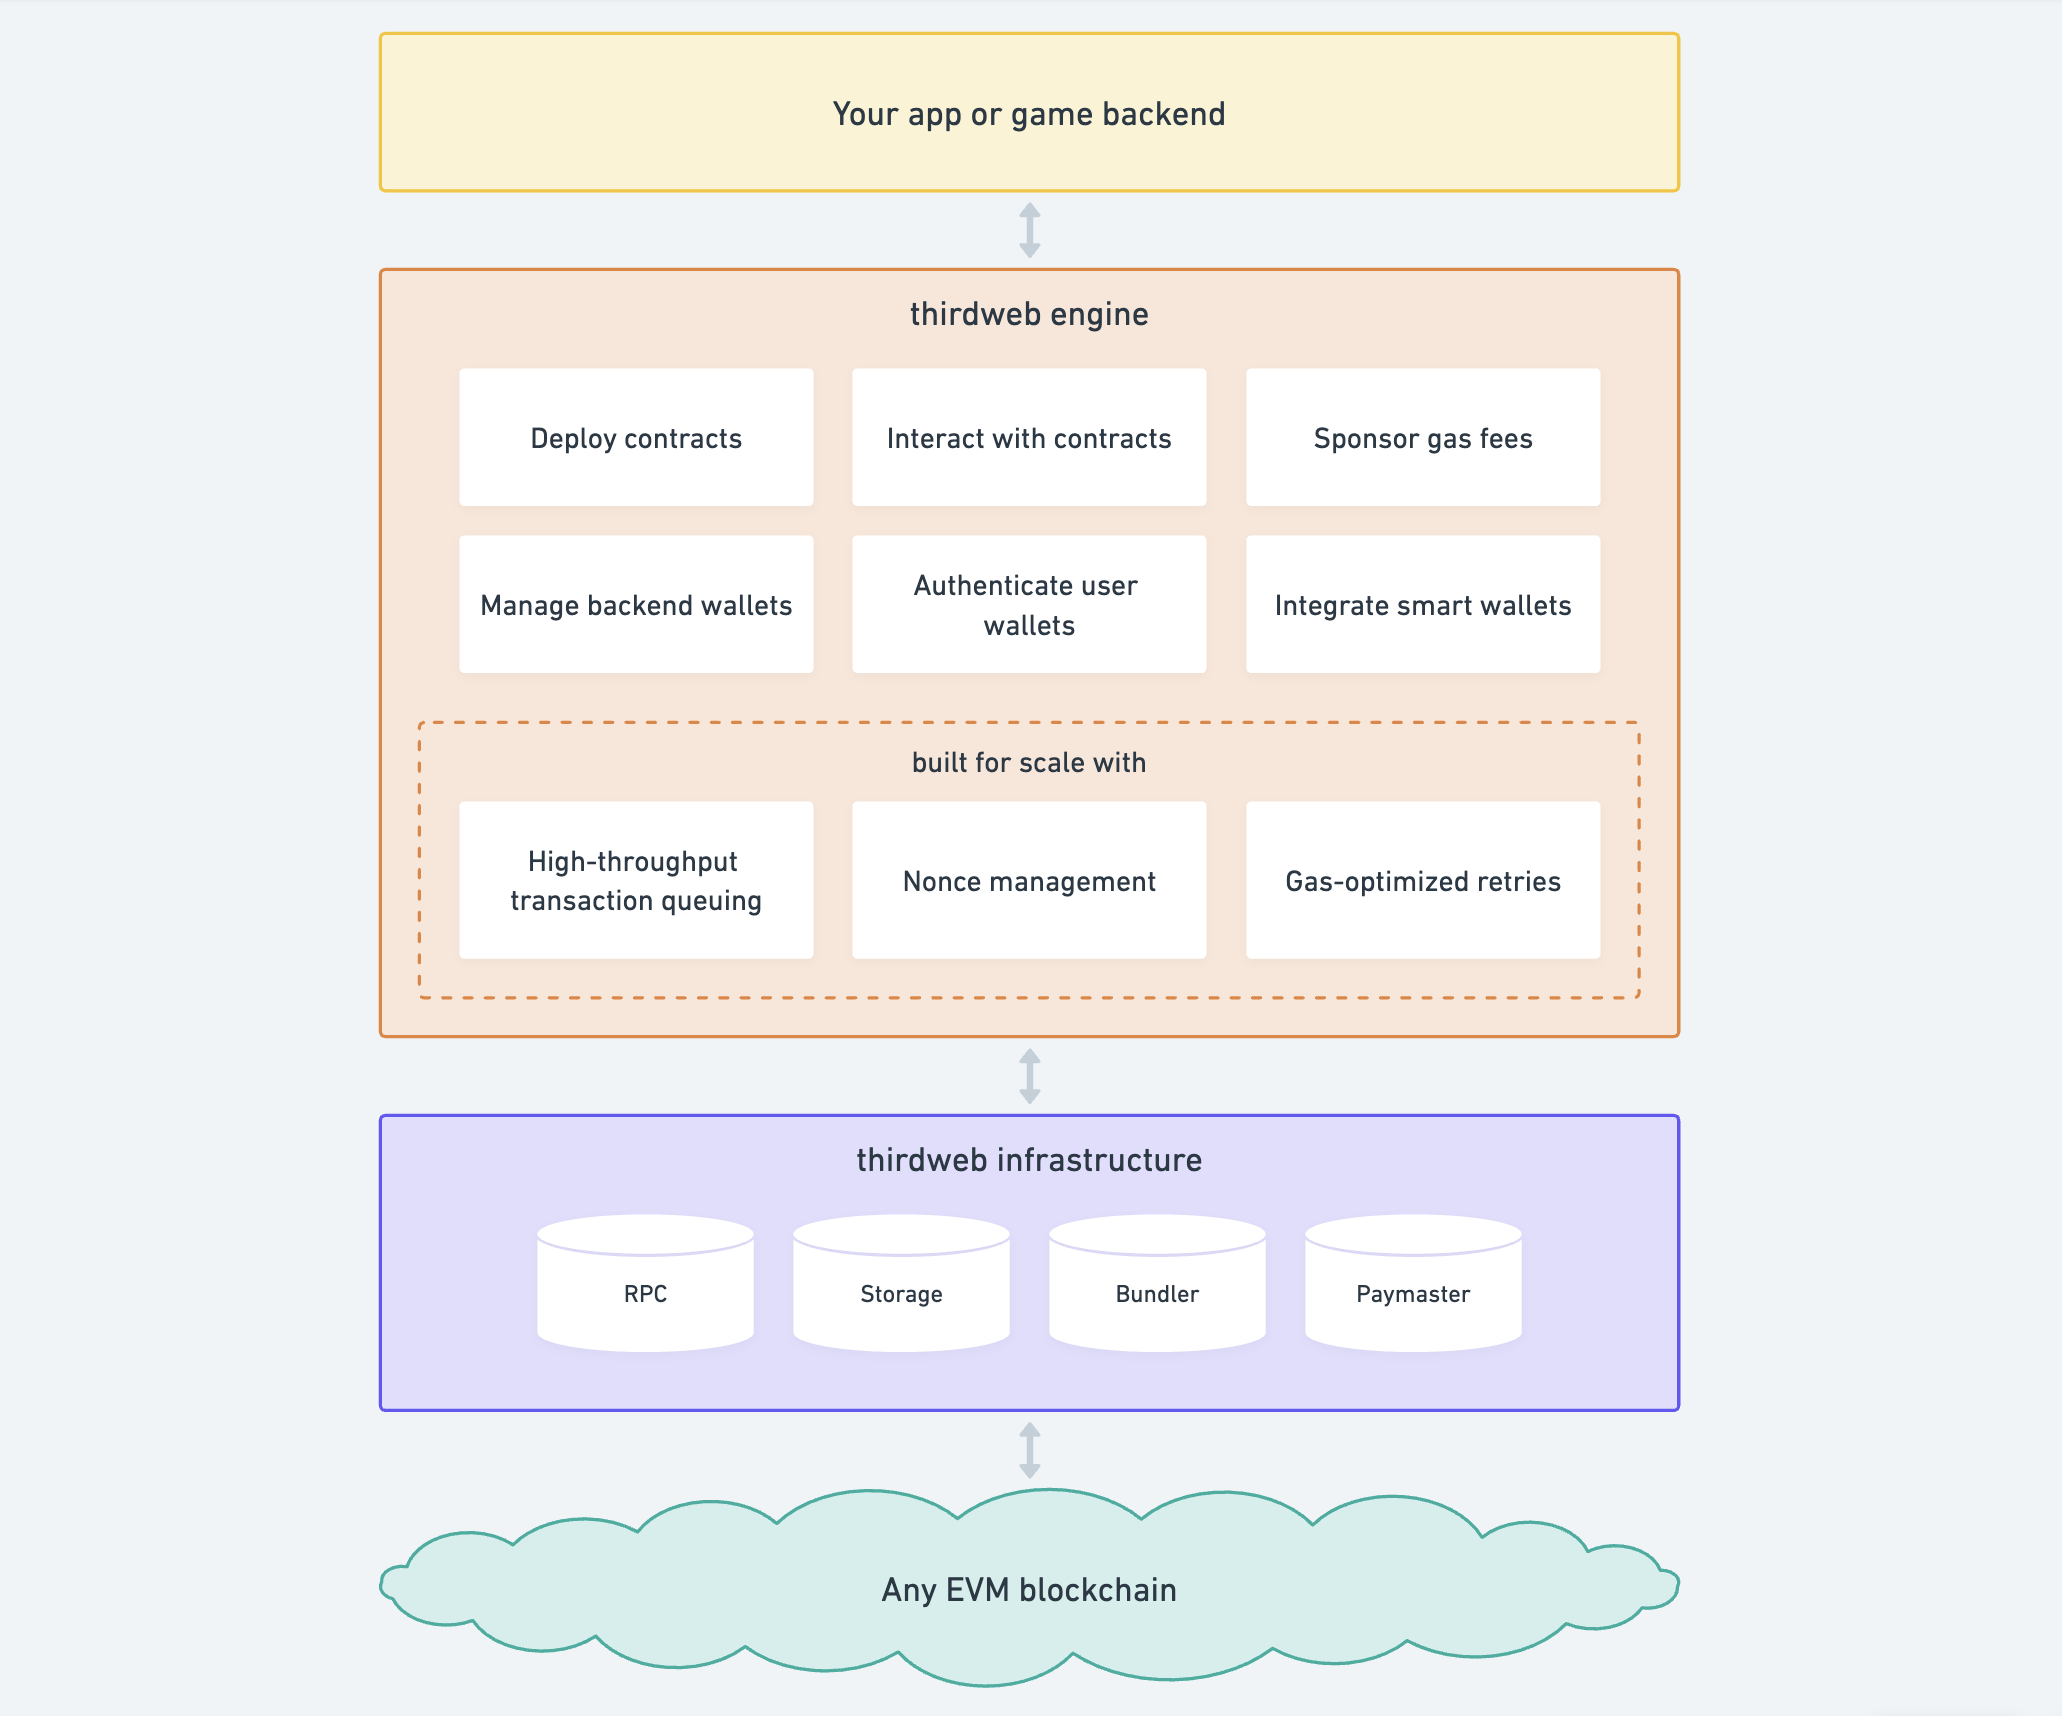 Your app or game backend
thirdweb engine
Deploy contracts
Interact with contracts
Sponsor gas fees
Manage backend wallets
Authenticate user
wallets
Integrate smart wallets
built for scale with
High-throughput
transaction queuing
Nonce management
Gas-optimized retries
thirdweb infrastructure
RPC
Storage
Bundler
Paymaster
Any EVM blockchain